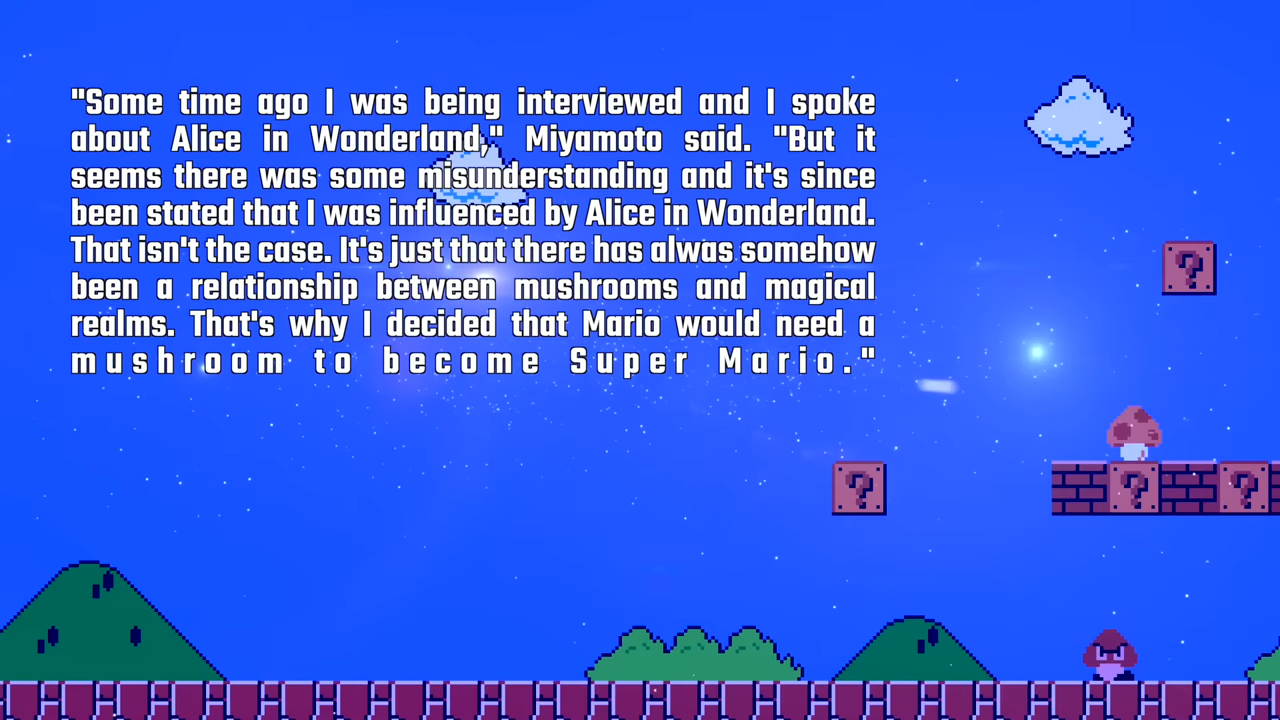 "Some time ago I was being interviewed and I spoke
about Alice in Wonderland," Miyamoto said. "But it
seems there was some misunderstanding and it's since
been stated that I was influenced by Alice in Wonderland.
That isn't the case. It's just that there has alwas somehow
been a relationship between mushrooms and magical
realms. That's why I decided that Mario would need a
mushroom to become Super Mario."
?
?
? ?